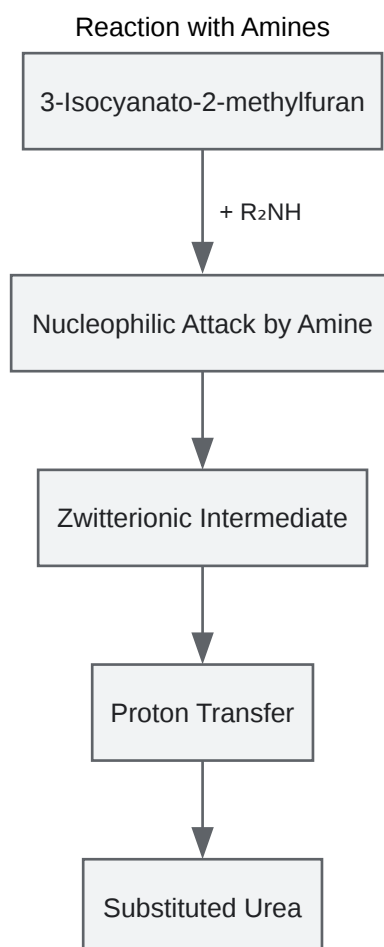 Reaction with Amines
3-Isocyanato-2-methylfuran
+ R₂NH
Nucleophilic Attack by Amine
Zwitterionic Intermediate
Proton Transfer
Substituted Urea